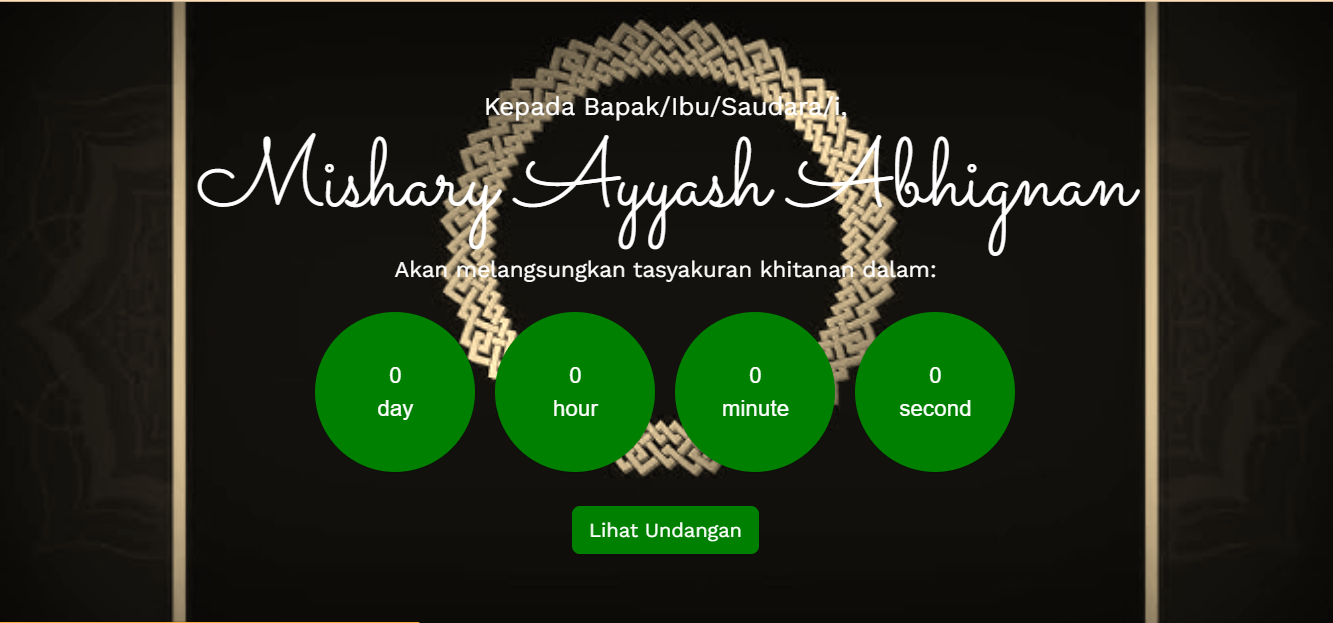 Kepada Bapak/Ibu/Saudara/i,
Mishary Ayyash Abhignan
Akan melangsungkan tasyakuran khitanan dalam:
0 0 0 0
day hour minute second
Lihat Undangan